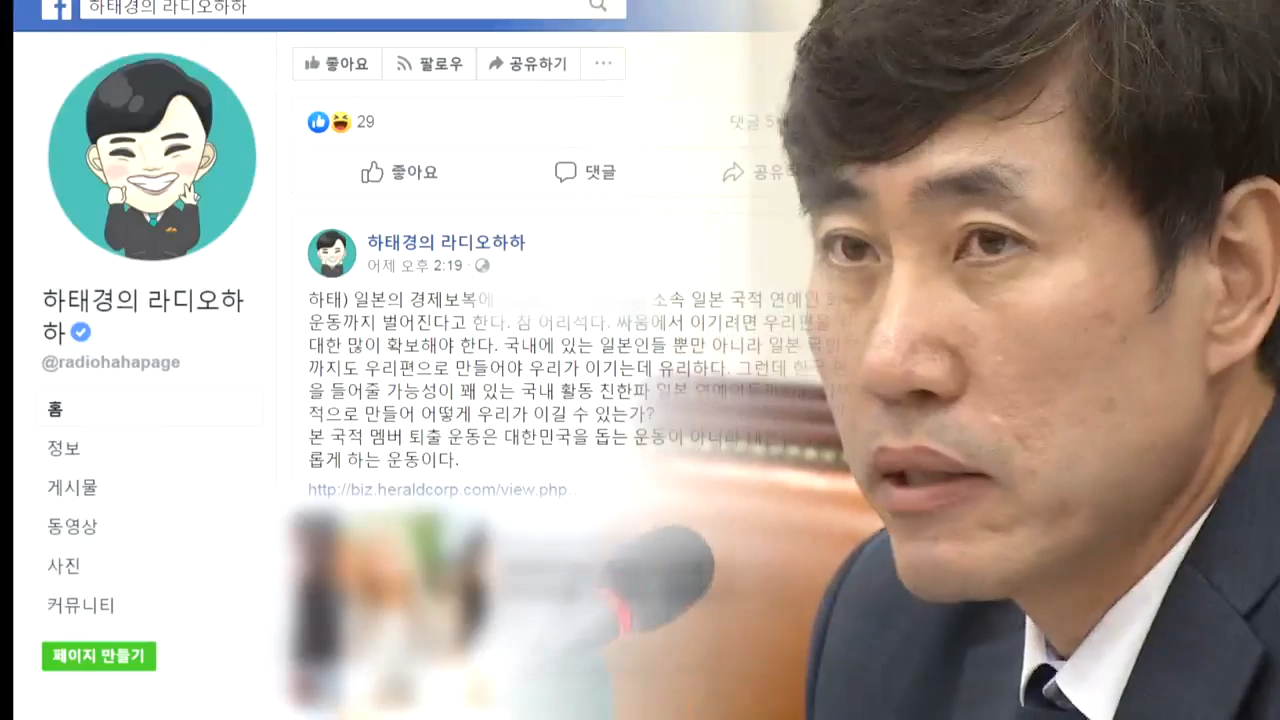 하태경의 라디오하하
좋아요 팔로우 공유하기
29 댓글
좋아요 댓글 공유
하태경의 라디오하하
어제 오후 2:19
하태) 일본의 경제보복에 소속 일본 국적 연예인
운동까지 벌어진다고 한다. 참 어리석다. 싸움에서 이기려면 우리편을
대한 많이 확보해야 한다. 국내에 있는 일본인들 뿐만 아니라 일본 국민
까지도 우리편으로 만들어야 우리가 이기는데 유리하다. 그런데 한국
을 들어줄 가능성이 꽤 있는 국내 활동 친한파 일본 연예인들까지
적으로 만들어 어떻게 우리가 이길 수 있는가?
본 국적 멤버 퇴출 운동은 대한민국을 돕는 운동이 아니라
롭게 하는 운동이다.
http://biz.heraldcorp.com/view.php...
하태경의 라디오하
하
@radiohahapage
홈
정보
게시물
동영상
사진
커뮤니티
페이지 만들기